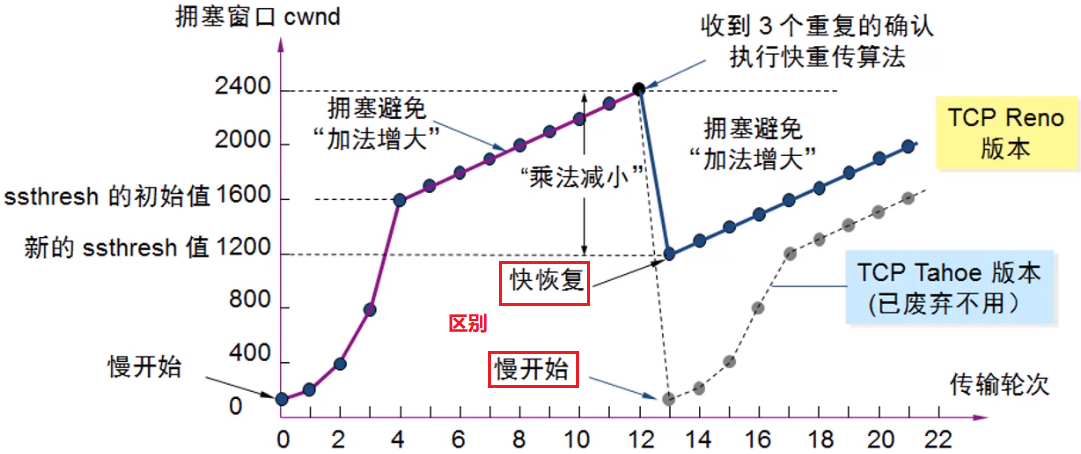 拥塞窗口 cwnd
收到 3 个重复的确认
执行快重传算法
2400
拥塞避免
“加法增大”
拥塞避免
“加法增大”
TCP Reno
版本
2000
“乘法减小”
ssthresh 的初始值 1600
新的 ssthresh 值 1200
快恢复
TCP Tahoe 版本
(已废弃不用）
800
区别
慢开始
400
慢开始
传输轮次
0
0 2 4 6 8 10 12 13 14 16 18 20 22